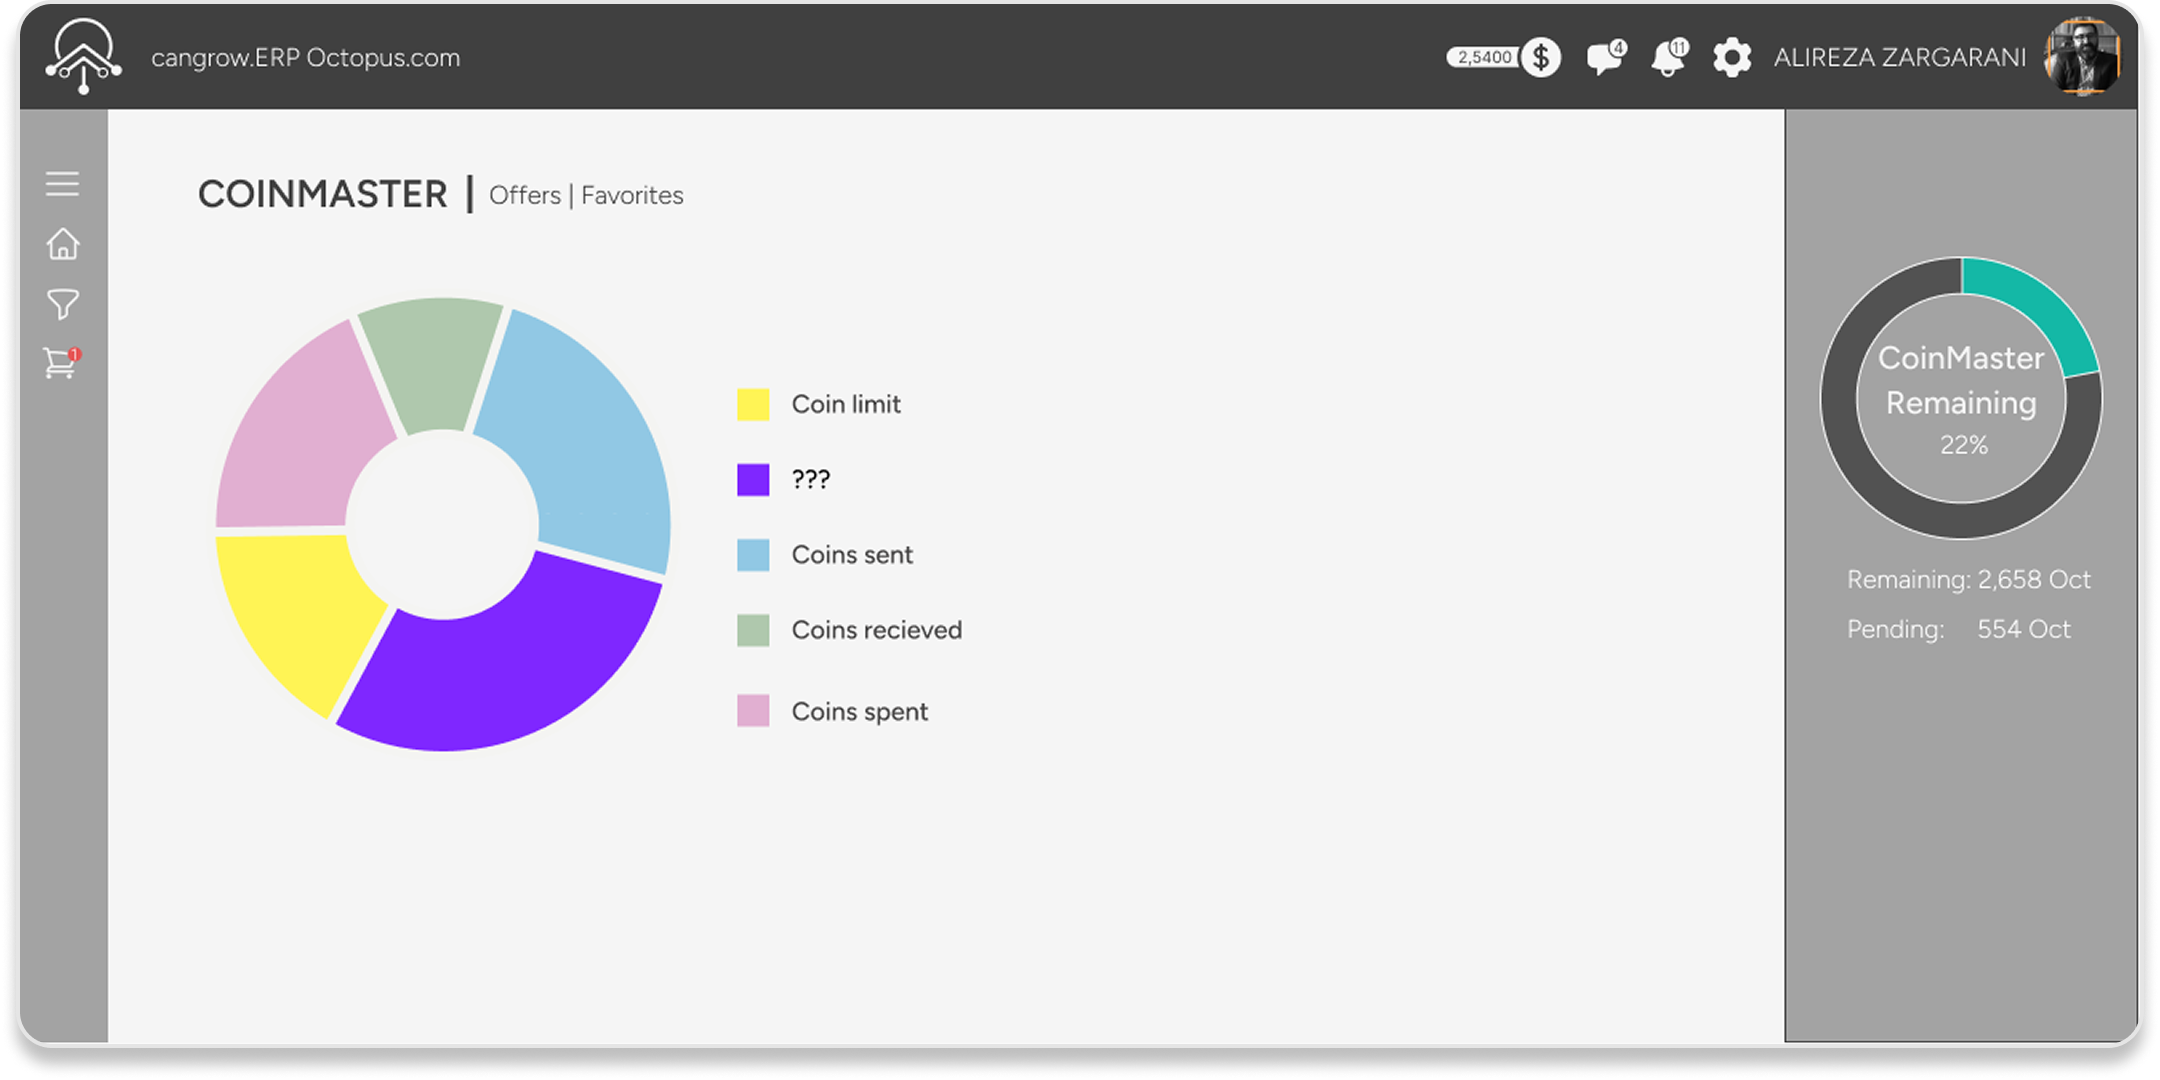 cangrow.ERP Octopus.com
2,5400
$
4
11
ALIREZA ZARGARANI
COINMASTER | Offers | Favorites
1
Coin limit
???
Coins sent
Coins recieved
Coins spent
CoinMaster
Remaining
22%
Remaining: 2,658 Oct
Pending: 554 Oct